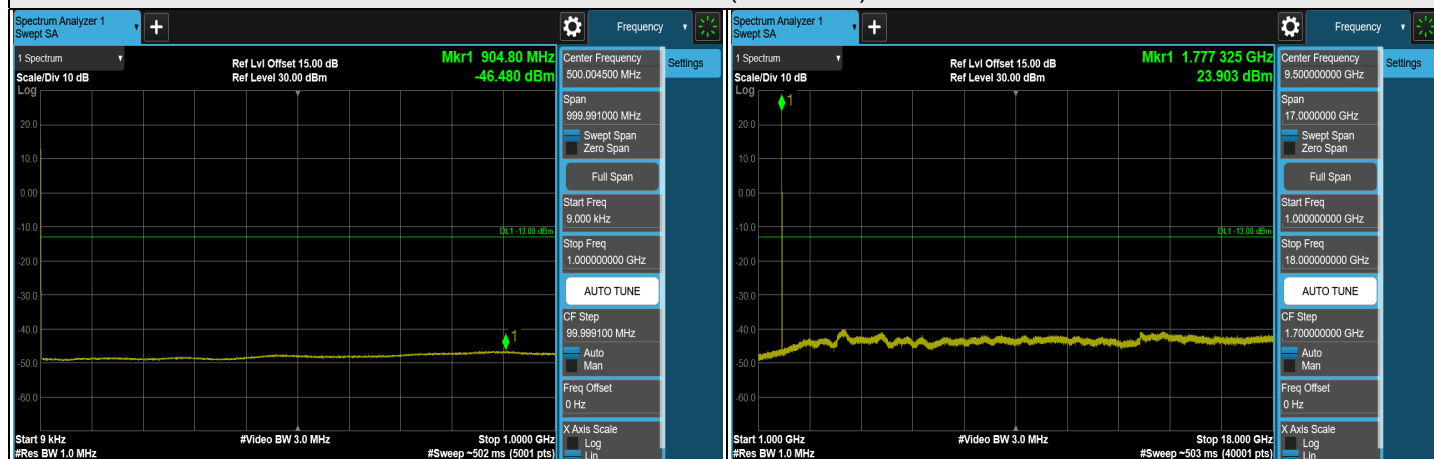 Spectrum Analyzer 1
Swept SA
+
Frequency
1 Spectrum
Scale/Div 10 dB
Log
Ref Lvl Offset 15.00 dB
Ref Level 30.00 dBm
Mkr1 904.80 MHz
-46.480 dBm
1
20.0
10.0
0.00
-10.0
-20.0
-30.0
-40.0
-50.0
-60.0
DL1 -13.00 dBm
Start 9 kHz
#Res BW 1.0 MHz
#Video BW 3.0 MHz
Stop 1.0000 GHz
#Sweep ~502 ms (5001 pts)
Center Frequency
500.004500 MHz
Span
999.991000 MHz
Swept Span
Zero Span
Full Span
Start Freq
9.000 kHz
Stop Freq
1.000000000 GHz
AUTO TUNE
CF Step
99.999100 MHz
Auto
Man
Freq Offset
0 Hz
X Axis Scale
Log
Lin
Settings
Spectrum Analyzer 1
Swept SA
+
Frequency
1 Spectrum
Scale/Div 10 dB
Log
Ref Lvl Offset 15.00 dB
Ref Level 30.00 dBm
Mkr1 1.777 325 GHz
23.903 dBm
1
20.0
10.0
0.00
-10.0
-20.0
-30.0
-40.0
-50.0
-60.0
DL1 -13.00 dBm
Start 1.000 GHz
#Res BW 1.0 MHz
#Video BW 3.0 MHz
Stop 18.000 GHz
#Sweep ~503 ms (40001 pts)
Center Frequency
9.500000000 GHz
Span
17.0000000 GHz
Swept Span
Zero Span
Full Span
Start Freq
1.000000000 GHz
Stop Freq
18.000000000 GHz
AUTO TUNE
CF Step
1.700000000 GHz
Auto
Man
Freq Offset
0 Hz
X Axis Scale
Log
Lin
Settings